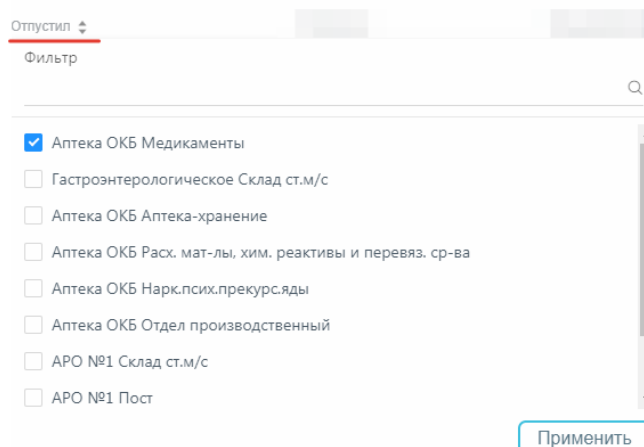 Отпустил
Фильтр
Аптека ОКБ Медикаменты
Гастроэнтерологическое Склад ст.м/с
Аптека ОКБ Аптека-хранение
Аптека ОКБ Расх. мат-лы, хим. реактивы и перевяз. ср-ва
Аптека ОКБ Нарк.псих.прекурс.яды
Аптека ОКБ Отдел производственный
АРО №1 Склад ст.м/с
АРО №1 Пост
Применить